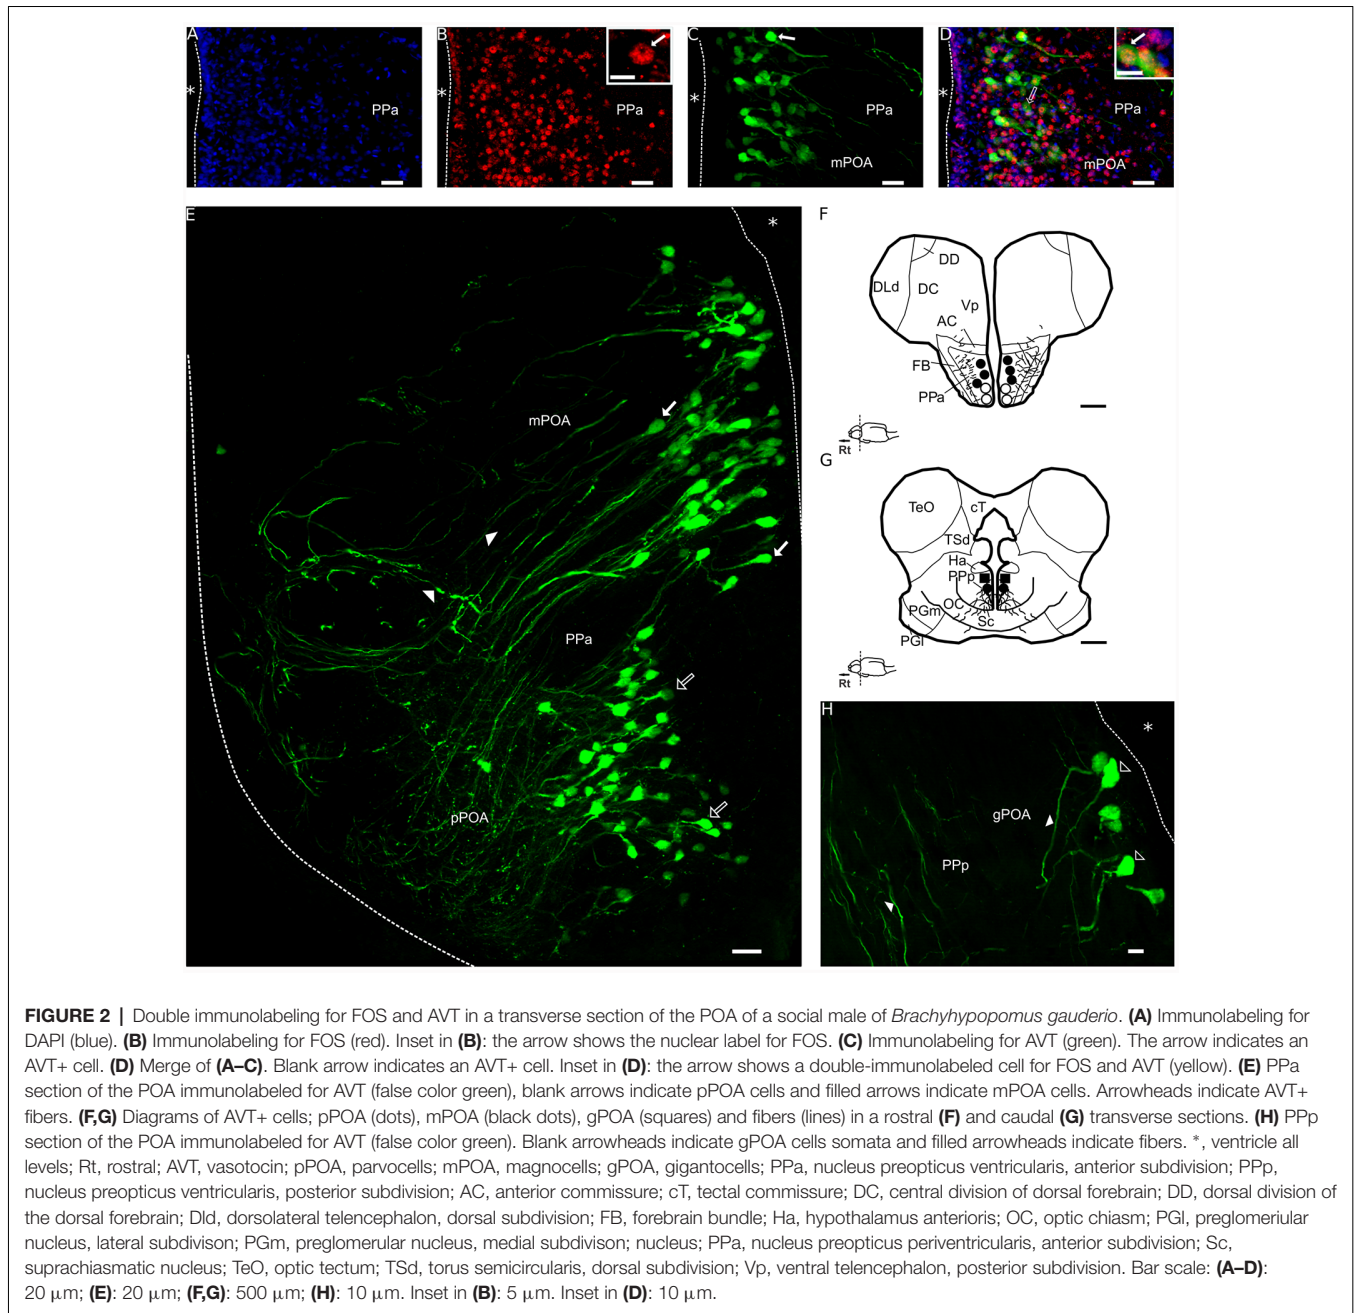 A
*
PPa
B
*
PPa
C
*
PPa
mPOA
D
*
PPa
mPOA
E
*
mPOA
PPa
pPOA
F
DD
DLd
DC
Vp
AC
FB
PPa
Rt
G
TeO
cT
TSd
Ha
PPp
OC
PGm
Sc
PGl
Rt
H
*
gPOA
PPp
FIGURE 2 | Double immunolabeling for FOS and AVT in a transverse section of the POA of a social male of Brachyhypopomus gauderio. (A) Immunolabeling for
DAPI (blue). (B) Immunolabeling for FOS (red). Inset in (B): the arrow shows the nuclear label for FOS. (C) Immunolabeling for AVT (green). The arrow indicates an
AVT+ cell. (D) Merge of (A–C). Blank arrow indicates an AVT+ cell. Inset in (D): the arrow shows a double-immunolabeled cell for FOS and AVT (yellow). (E) PPa
section of the POA immunolabeled for AVT (false color green), blank arrows indicate pPOA cells and filled arrows indicate mPOA cells. Arrowheads indicate AVT+
fibers. (F,G) Diagrams of AVT+ cells; pPOA (dots), mPOA (black dots), gPOA (squares) and fibers (lines) in a rostral (F) and caudal (G) transverse sections. (H) PPp
section of the POA immunolabeled for AVT (false color green). Blank arrowheads indicate gPOA cells somata and filled arrowheads indicate fibers. *, ventricle all
levels; Rt, rostral; AVT, vasotocin; pPOA, parvocells; mPOA, magnocells; gPOA, gigantocells; PPa, nucleus preopticus ventricularis, anterior subdivision; PPp,
nucleus preopticus ventricularis, posterior subdivision; AC, anterior commissure; cT, tectal commissure; DC, central division of dorsal forebrain; DD, dorsal division of
the dorsal forebrain; Dld, dorsolateral telencephalon, dorsal subdivision; FB, forebrain bundle; Ha, hypothalamus anterioris; OC, optic chiasm; PGl, preglomeriular
nucleus, lateral subdivison; PGm, preglomerular nucleus, medial subdivison; nucleus; PPa, nucleus preopticus periventricularis, anterior subdivision; Sc,
suprachiasmatic nucleus; TeO, optic tectum; TSd, torus semicircularis, dorsal subdivision; Vp, ventral telencephalon, posterior subdivision. Bar scale: (A–D):
20 μm; (E): 20 μm; (F,G): 500 μm; (H): 10 μm. Inset in (B): 5 μm. Inset in (D): 10 μm.